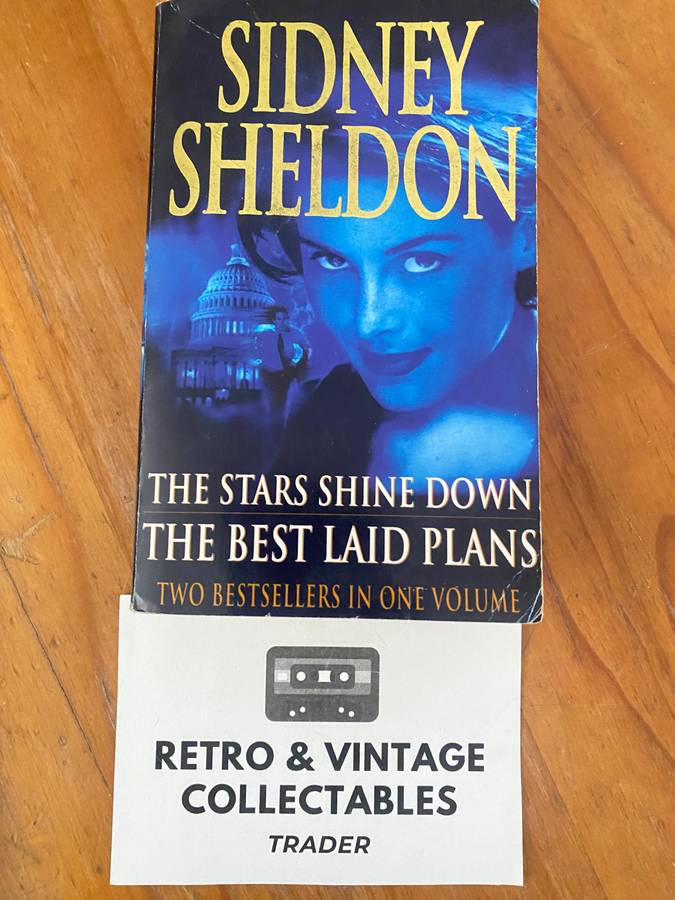 SIDNEY
SHELDON
THE STARS SHINE DOWN
THE BEST LAID PLANS
TWO BESTSELLERS IN ONE VOLUME
RETRO & VINTAGE
COLLECTABLES
TRADER